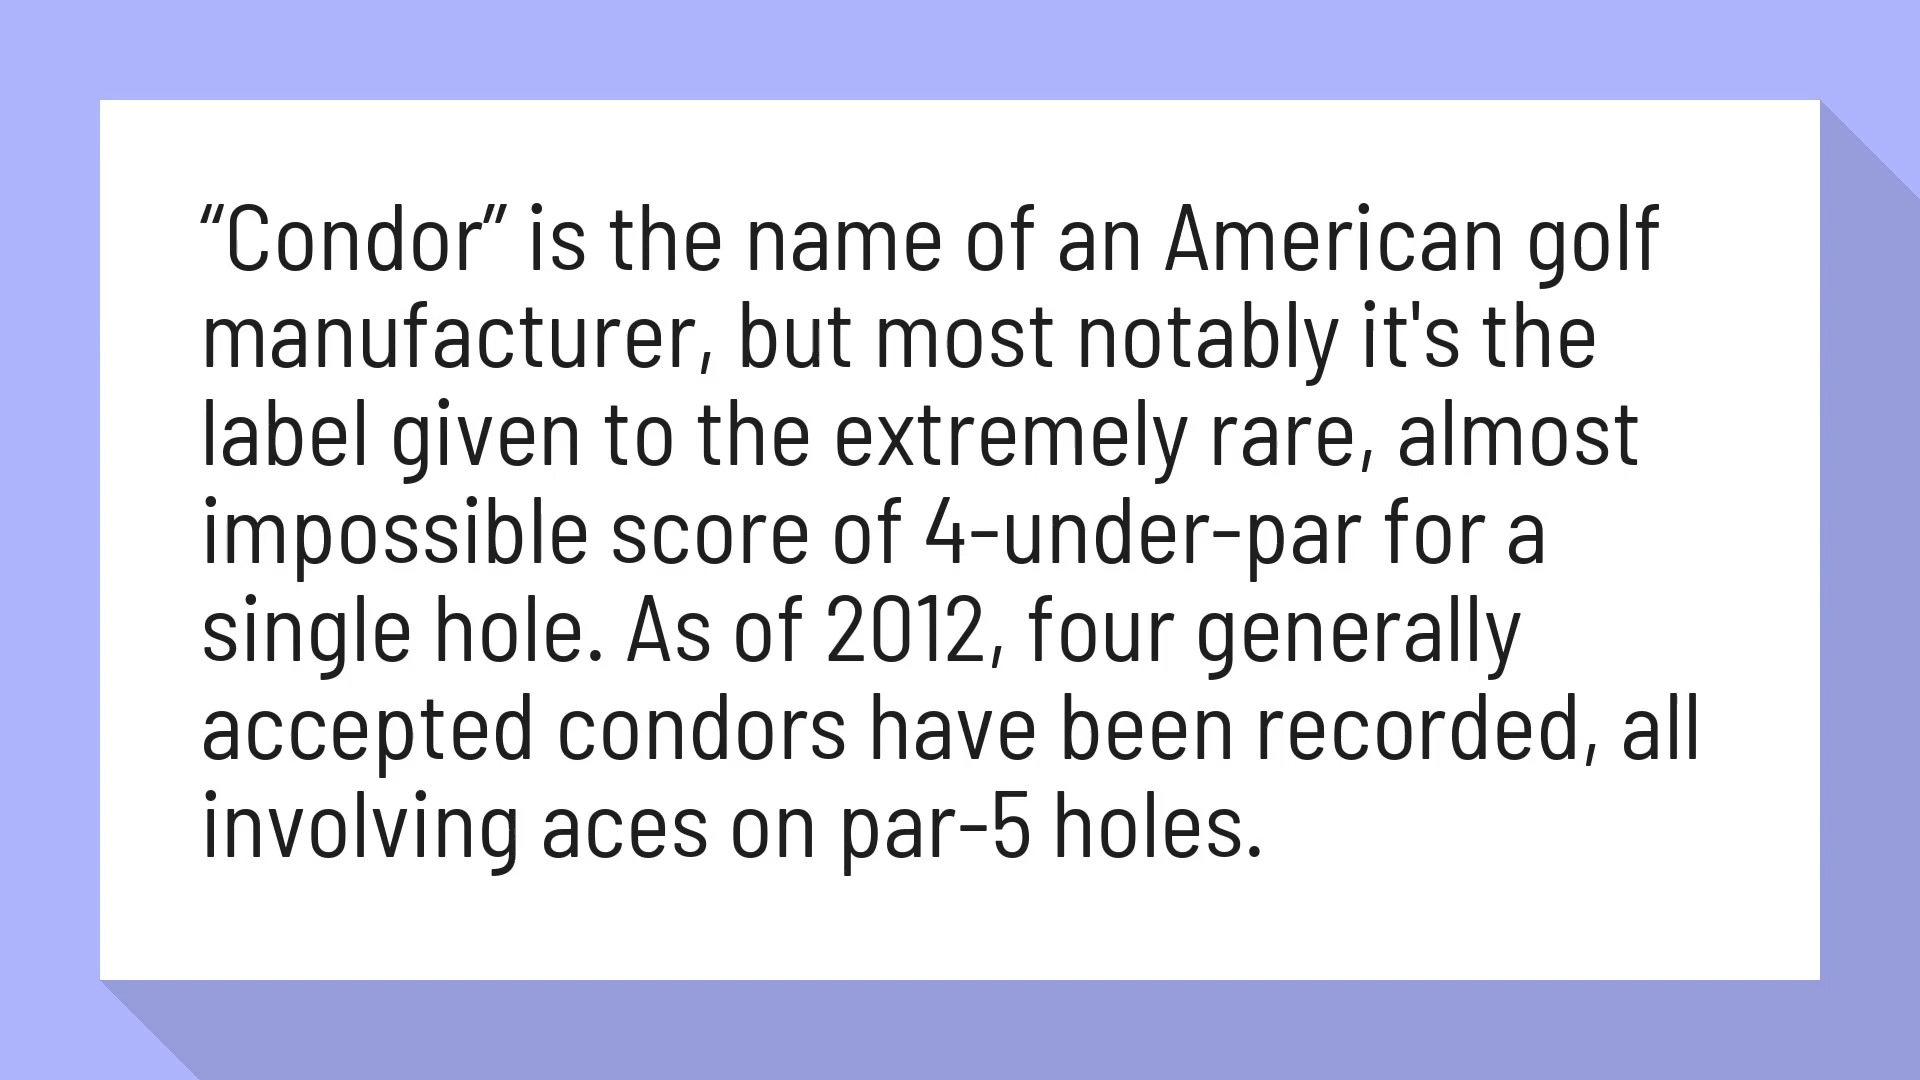 “Condor” is the name of an American golf
manufacturer, but most notably it's the
label given to the extremely rare, almost
impossible score of 4-under-par for a
single hole. As of 2012, four generally
accepted condors have been recorded, all
involving aces on par-5 holes.